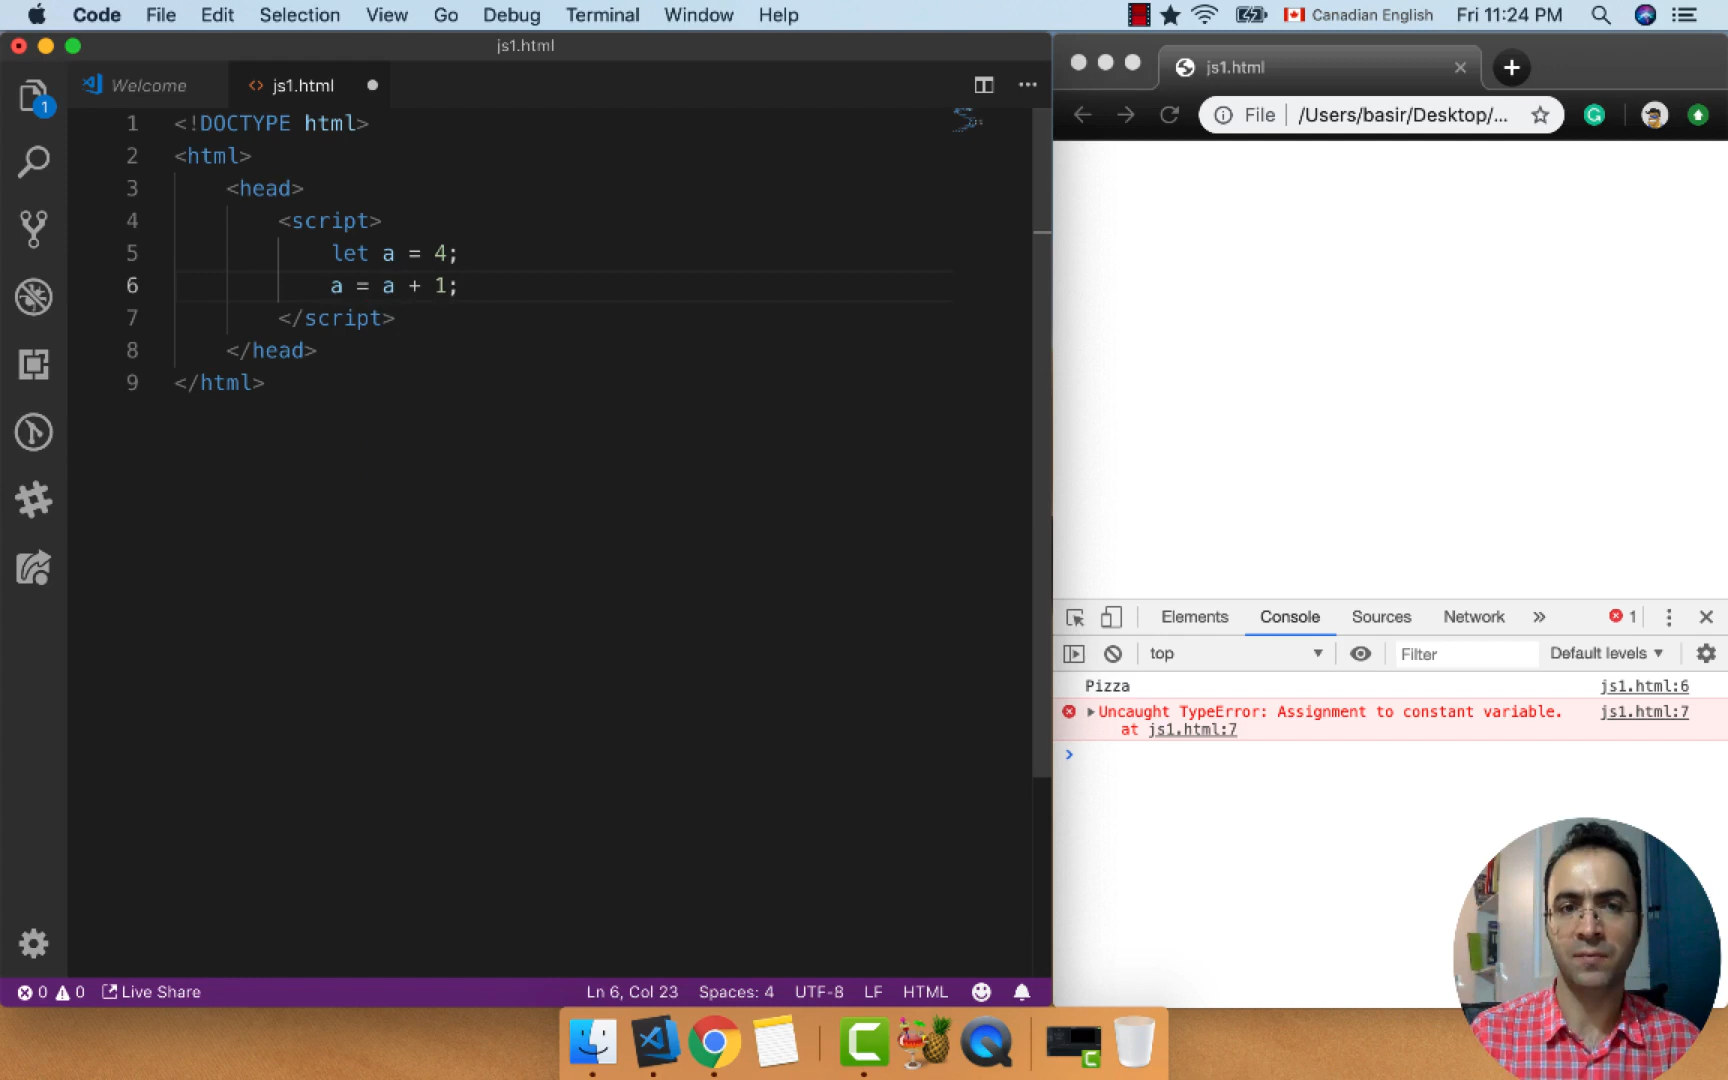 Code File Edit Selection View Go Debug Terminal Window Help Canadian English Fri 11:24 PM
js1.html
Welcome js1.html
1 <!DOCTYPE html>
2 <html>
3 <head>
4 <script>
5 let a = 4;
6 a = a + 1;
7 </script>
8 </head>
9 </html>
1
0 0 Live Share Ln 6, Col 23 Spaces: 4 UTF-8 LF HTML
js1.html
File /Users/basir/Desktop/...
Elements Console Sources Network » 1
top Filter Default levels
Pizza js1.html:6
Uncaught TypeError: Assignment to constant variable. js1.html:7
at js1.html:7
>